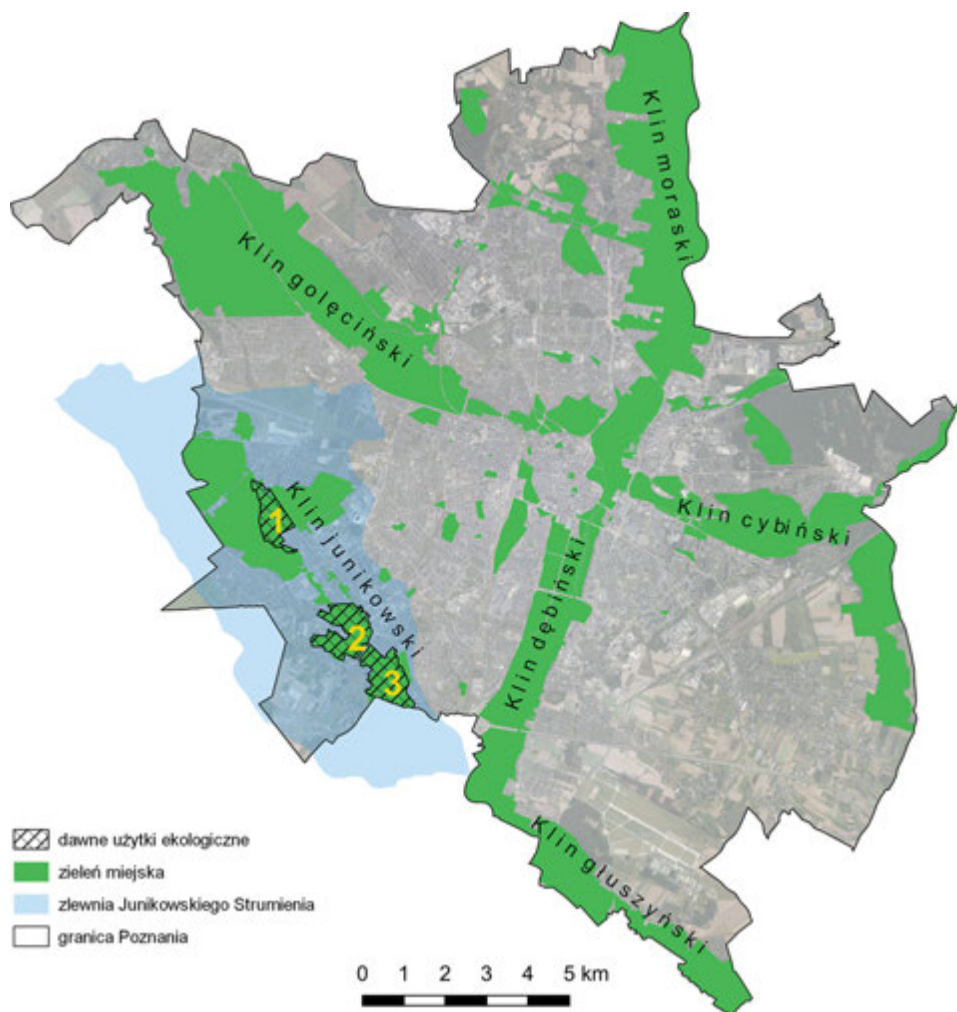 Klin moraski
Klin golęciński
Klin junikowski
1
2
3
Klin cybiński
Klin dębiński
Klin głuszyński
dawne użytki ekologiczne
zieleń miejska
zlewnia Junikowskiego Strumienia
granica Poznania
0 1 2 3 4 5 km